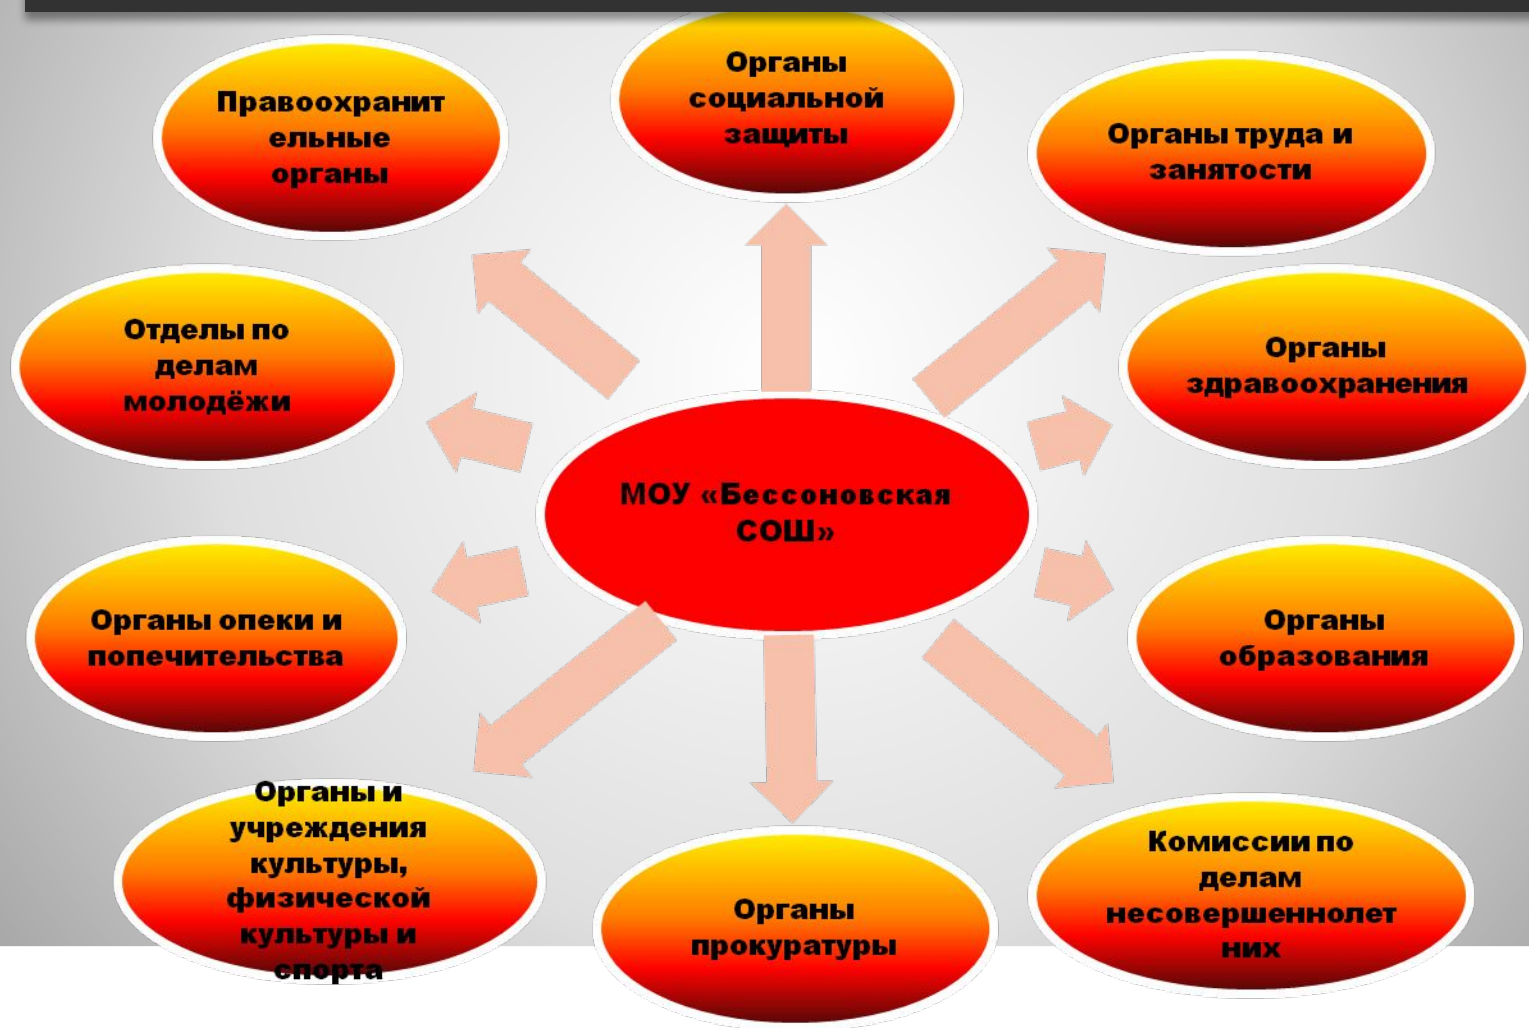 Правоохранит
ельные
органы
Органы
социальной
защиты
Органы труда и
занятости
Отделы по
делам
молодёжи
Органы
здравоохранения
МОУ «Бессоновская
СОШ»
Органы опеки и
попечительства
Органы
образования
Органы и
учреждения
культуры,
физической
культуры и
спорта
Органы
прокуратуры
Комиссии по
делам
несовершеннолет
них